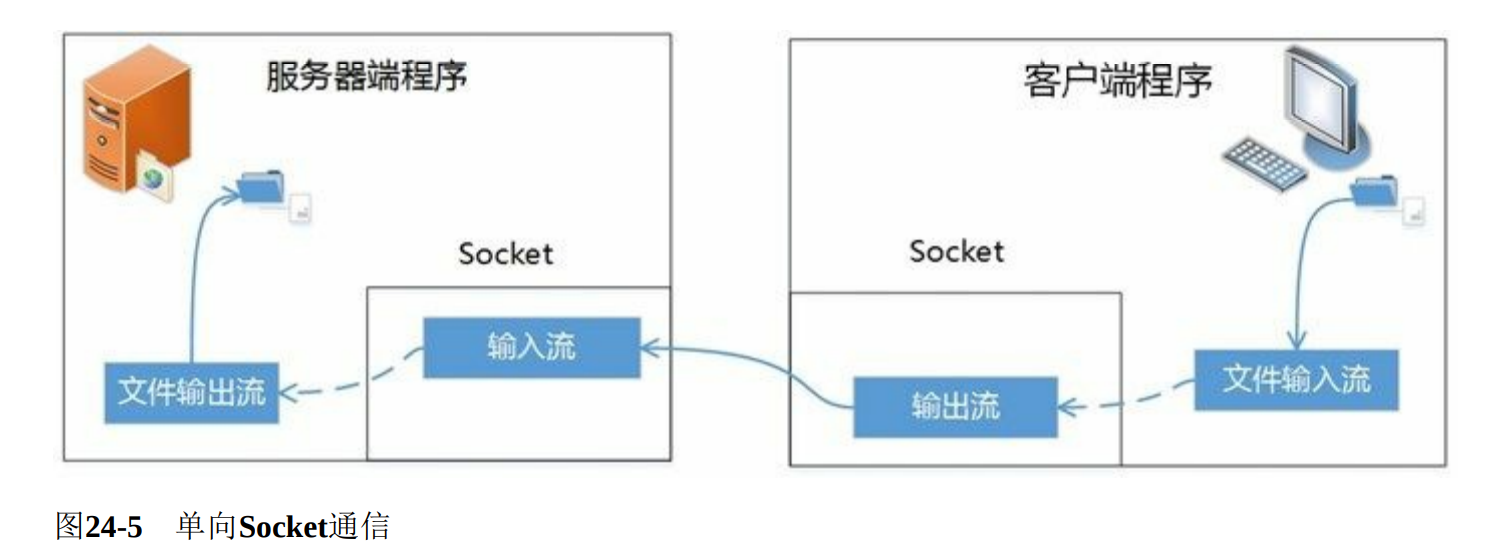 服务器端程序
客户端程序
Socket
Socket
输入流
文件输出流
输出流
文件输入流
图24-5 单向Socket通信